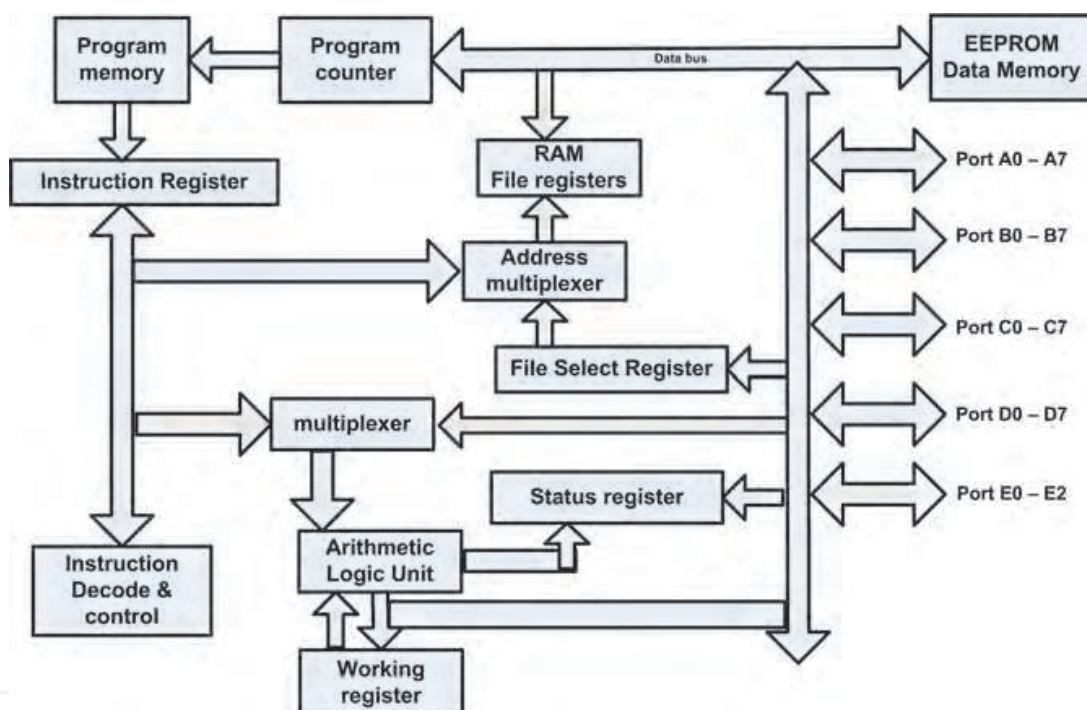 Program
memory
Program
counter
Data bus
EEPROM
Data Memory
RAM
File registers
Port A0 – A7
Instruction Register
Port B0 – B7
Address
multiplexer
Port C0 – C7
File Select Register
multiplexer
Port D0 – D7
Status register
Port E0 – E2
Arithmetic
Logic Unit
Instruction
Decode &
control
Working
register